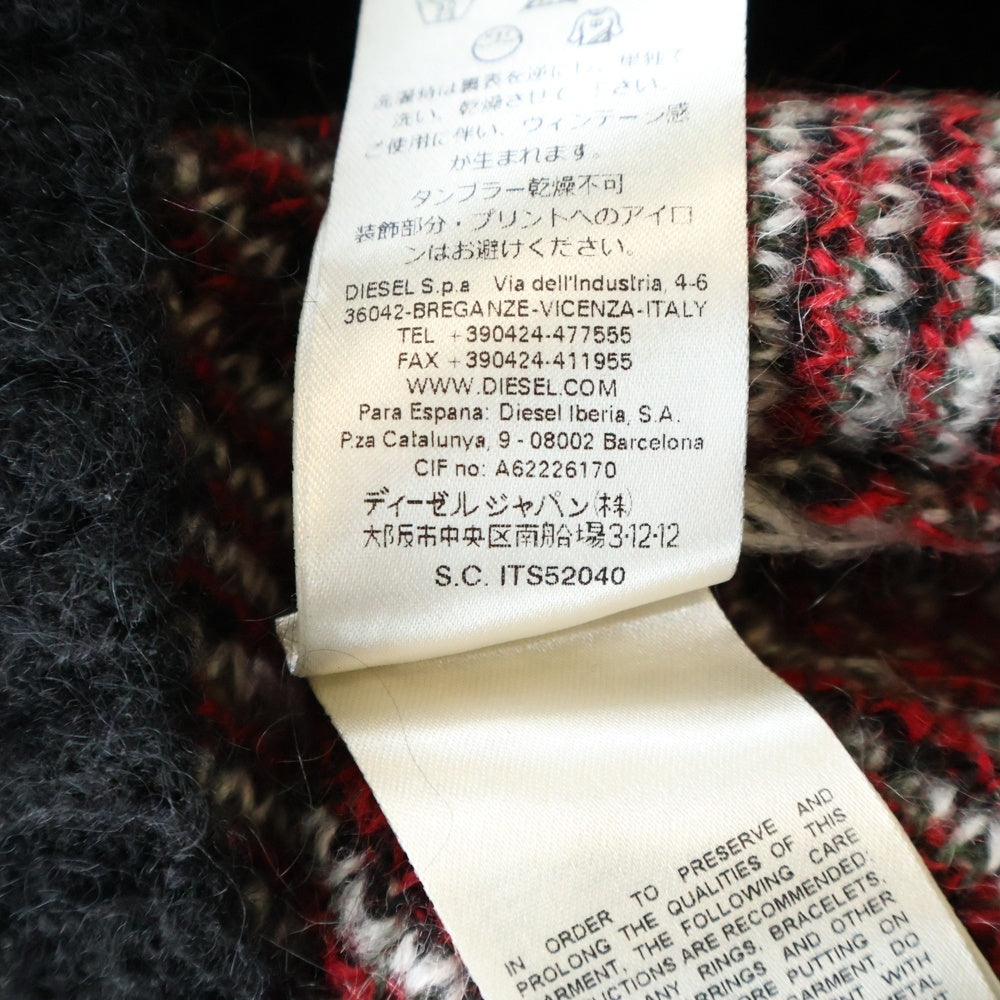 洗濯時は裏表を逆にし、単独で
洗い、乾燥させて下さい。
ご使用に伴い、ヴィンテージ感
が生まれます。
タンブラー乾燥不可
装飾部分・プリントへのアイロ
ンはお避けください。
DIESEL S.p.a Via dell'Industria, 4-6
36042-BREGANZE-VICENZA-ITALY
TEL +390424-477555
FAX +390424-411955
WWW.DIESEL.COM
Para Espana: Diesel Iberia, S.A.
P.za Catalunya, 9 - 08002 Barcelona
CIF no: A62226170
ディーゼル ジャパン(株)
大阪市中央区南船場3-12-12
S.C. ITS52040
IN ORDER TO PRESERVE AND
PROLONG THE QUALITIES OF THIS
GARMENT, THE FOLLOWING CARE
ARE RECOMMENDED:
ANY RINGS, BRACELETS,
AND OTHER
PUTTING ON
DO
WITH